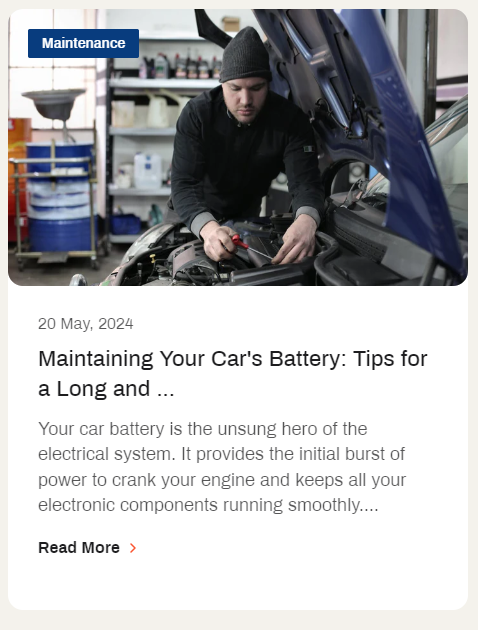 Maintenance
20 May, 2024
Maintaining Your Car's Battery: Tips for
a Long and ...
Your car battery is the unsung hero of the
electrical system. It provides the initial burst of
power to crank your engine and keeps all your
electronic components running smoothly....
Read More